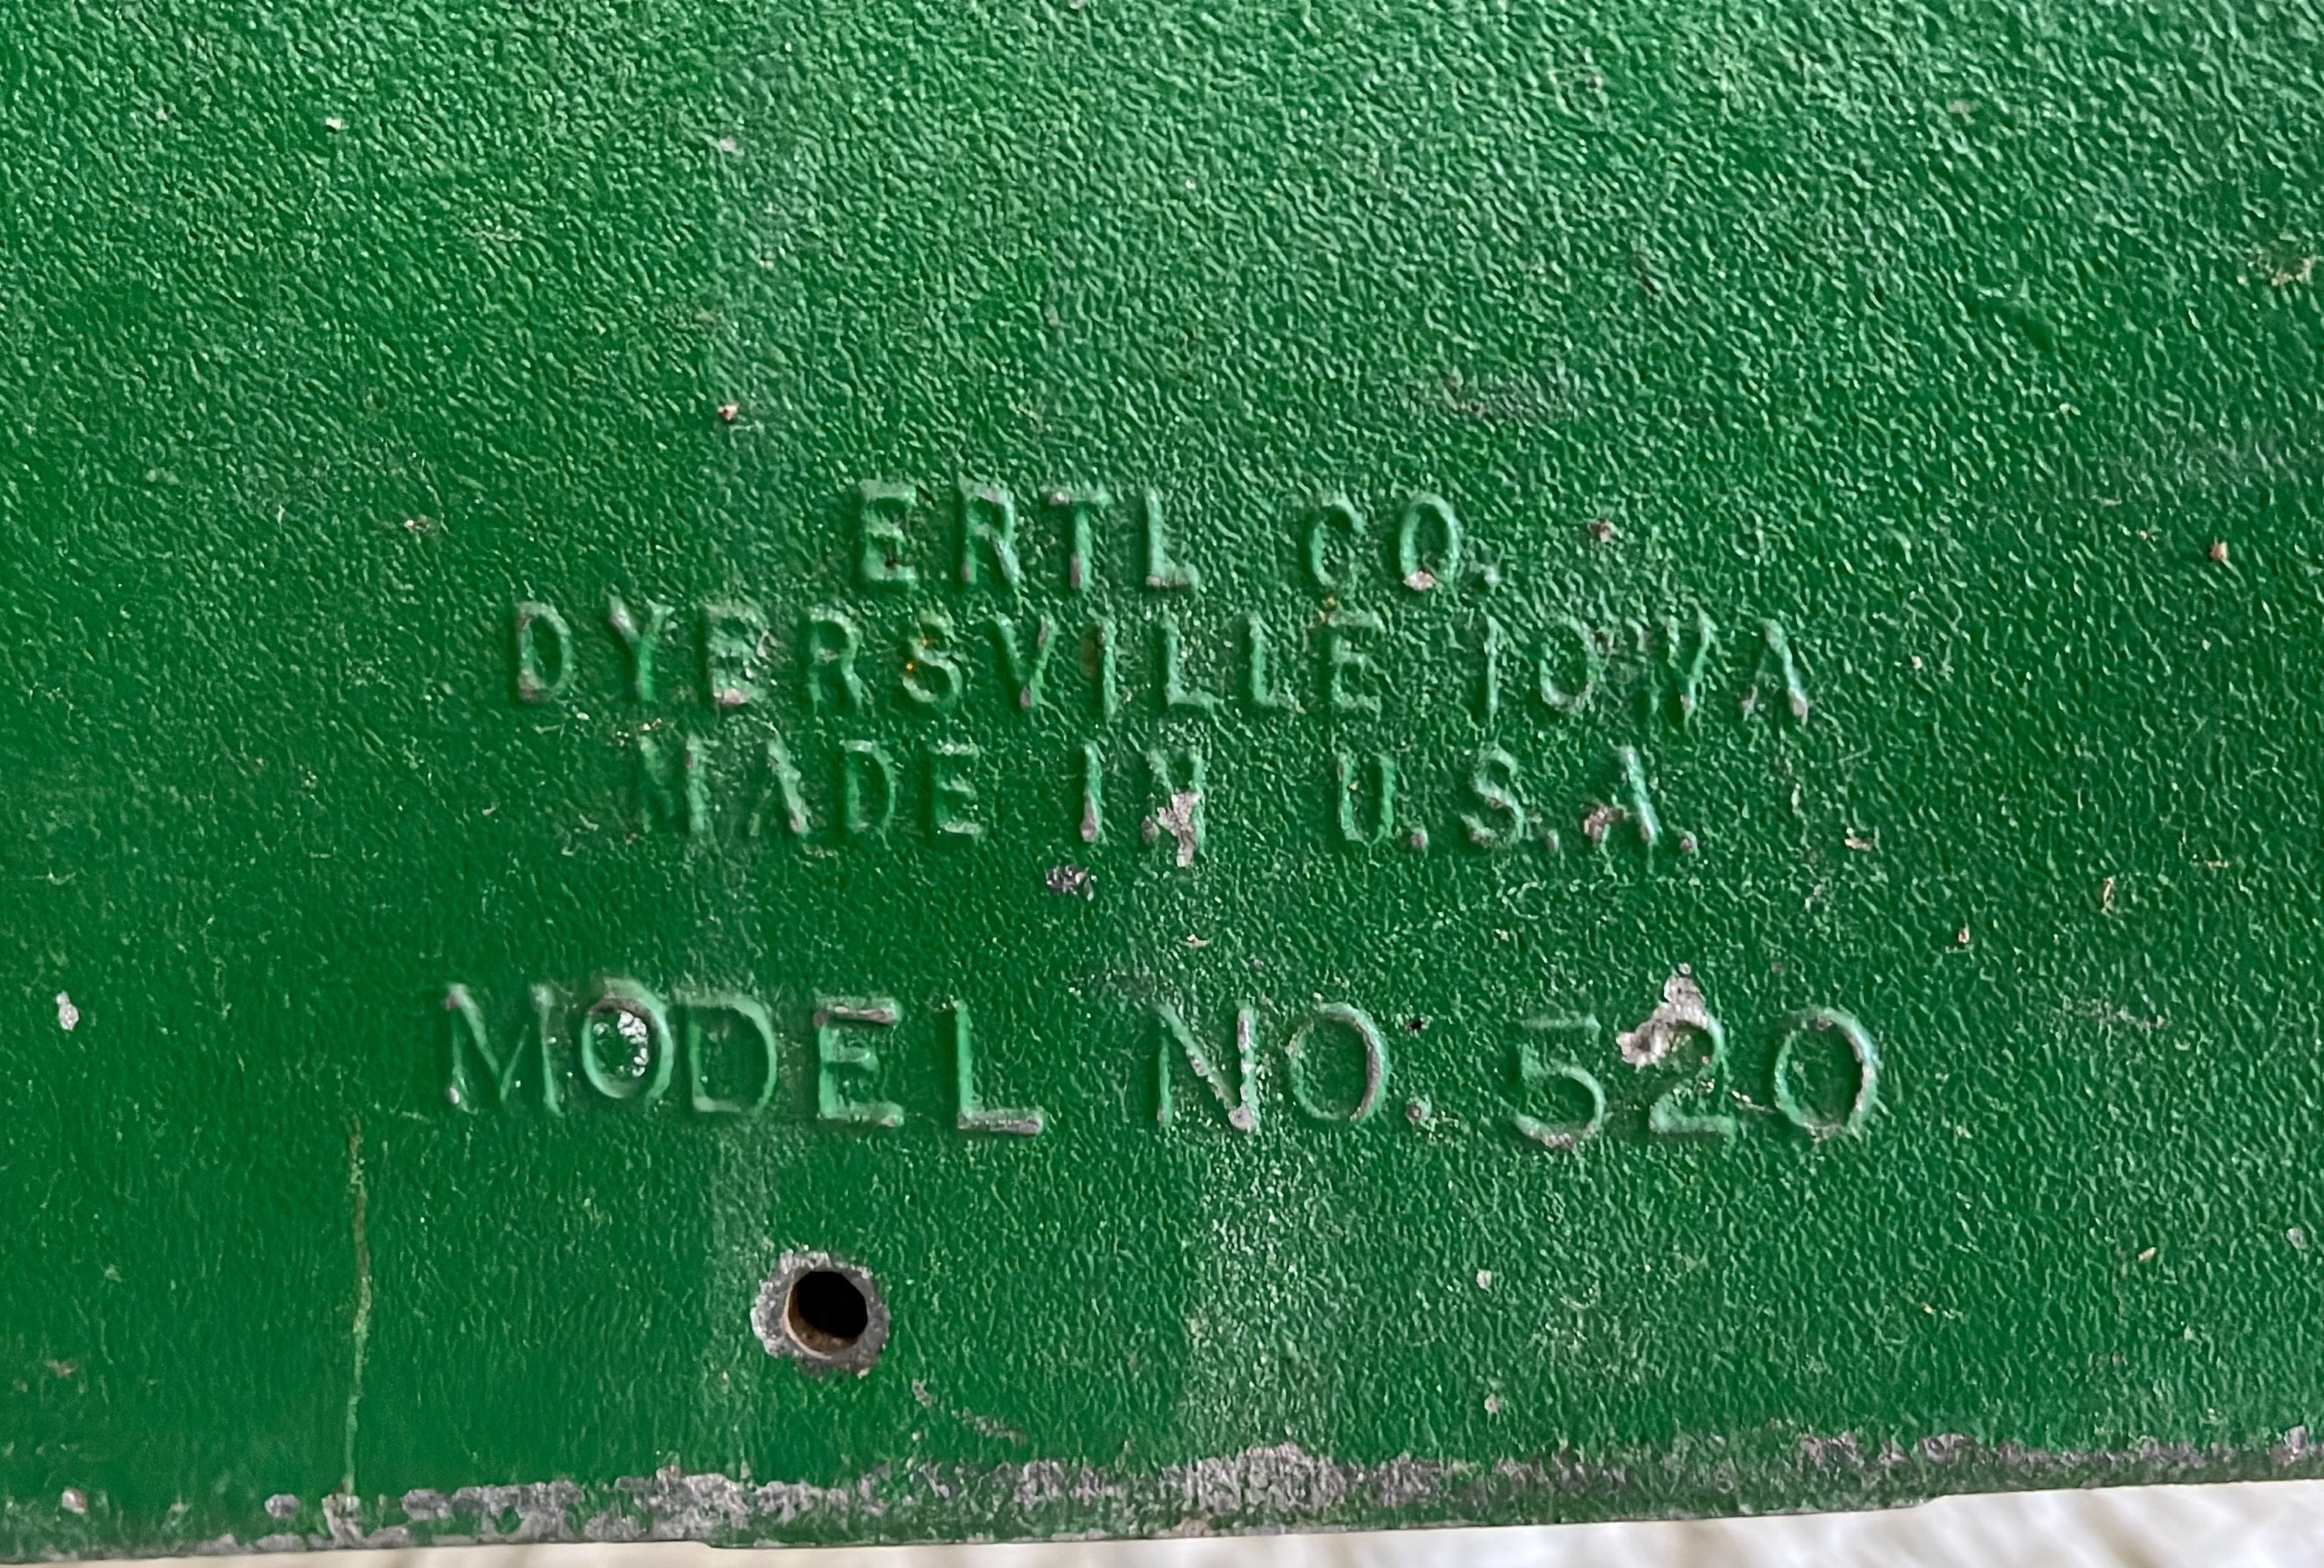 ERTL CO.
DYERSVILLE IOWA
MADE IN U.S.A.
MODEL NO. 520